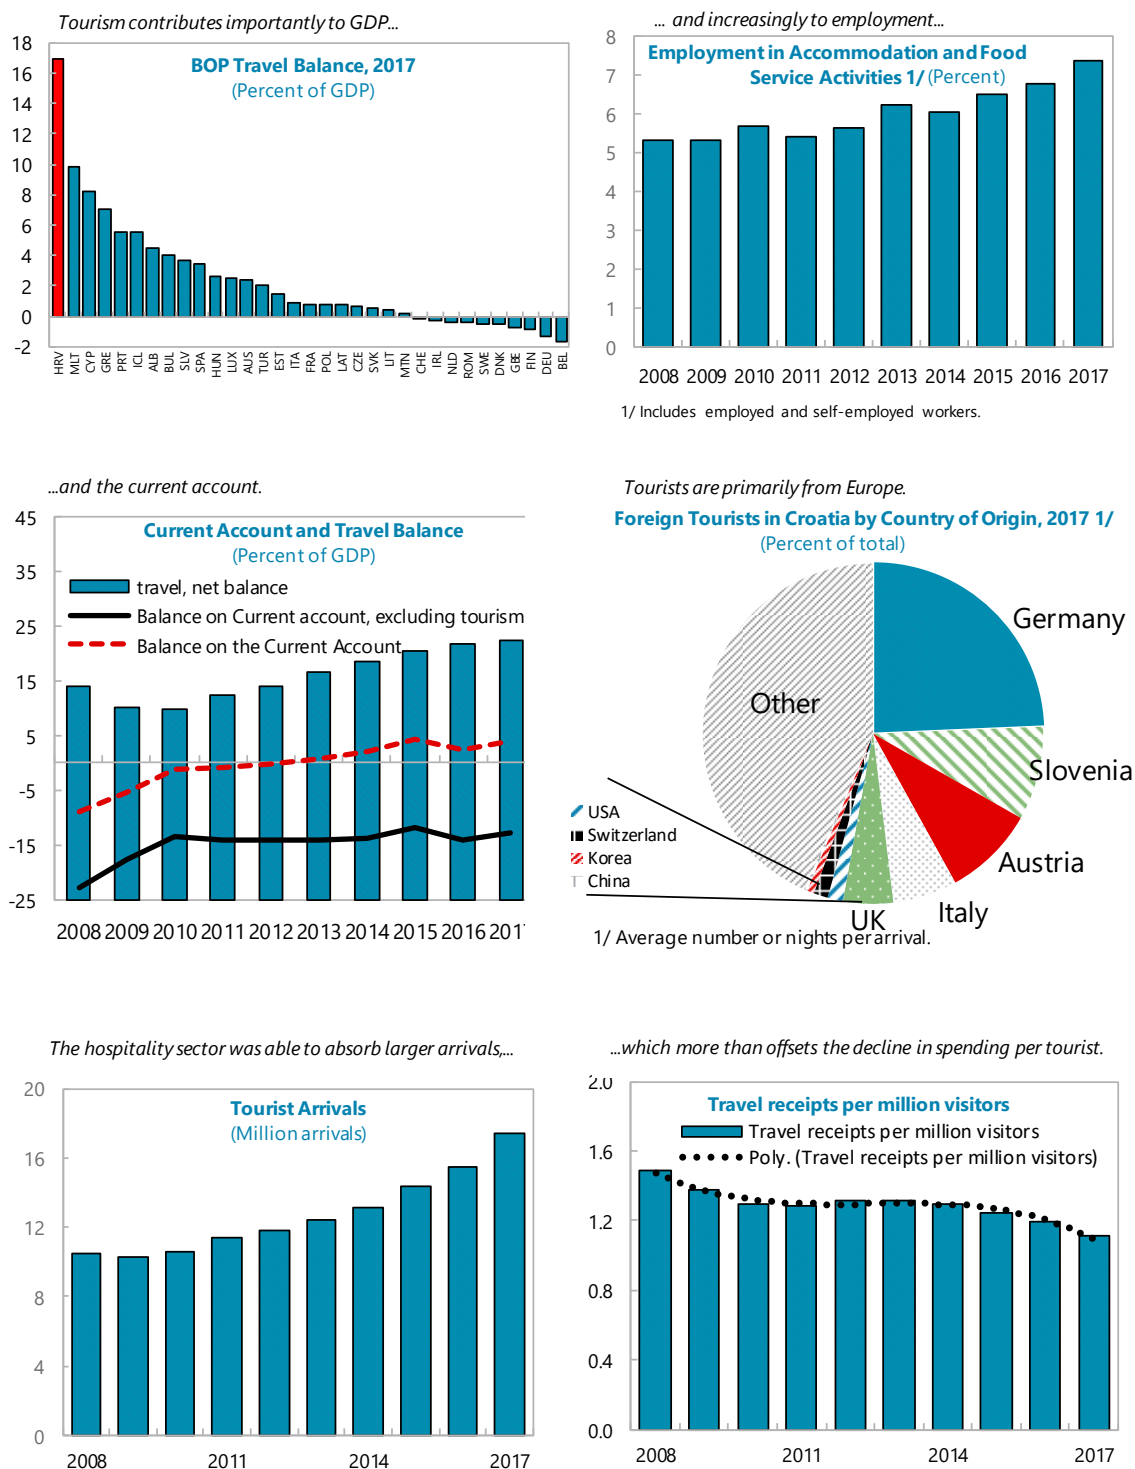 Tourism contributes importantly to GDP...
BOP Travel Balance, 2017
(Percent of GDP)
18
16
14
12
10
8
6
4
2
0
-2
HRV MLT CYP GRE PRT ICL ALB BUL SLV SPA HUN LUX AUS TUR EST ITA FRA POL LAT CZE SVK LIT MTN CHE IRL NLD ROM SWE DNK GBE FIN DEU BEL
... and increasingly to employment...
Employment in Accommodation and Food
Service Activities 1/ (Percent)
8
7
6
5
4
3
2
1
0
2008 2009 2010 2011 2012 2013 2014 2015 2016 2017
1/ Includes employed and self-employed workers.
...and the current account.
Current Account and Travel Balance
(Percent of GDP)
travel, net balance
Balance on Current account, excluding tourism
Balance on the Current Account
45
35
25
15
5
-5
-15
-25
2008 2009 2010 2011 2012 2013 2014 2015 2016 201
Tourists are primarily from Europe.
Foreign Tourists in Croatia by Country of Origin, 2017 1/
(Percent of total)
Germany
Other
Slovenia
USA
Switzerland
Korea
China
Austria
Italy
UK
1/ Average number or nights per arrival.
The hospitality sector was able to absorb larger arrivals,...
Tourist Arrivals
(Million arrivals)
20
16
12
8
4
0
2008 2011 2014 2017
...which more than offsets the decline in spending per tourist.
Travel receipts per million visitors
Travel receipts per million visitors
Poly. (Travel receipts per million visitors)
2.0
1.6
1.2
0.8
0.4
0.0
2008 2011 2014 2017